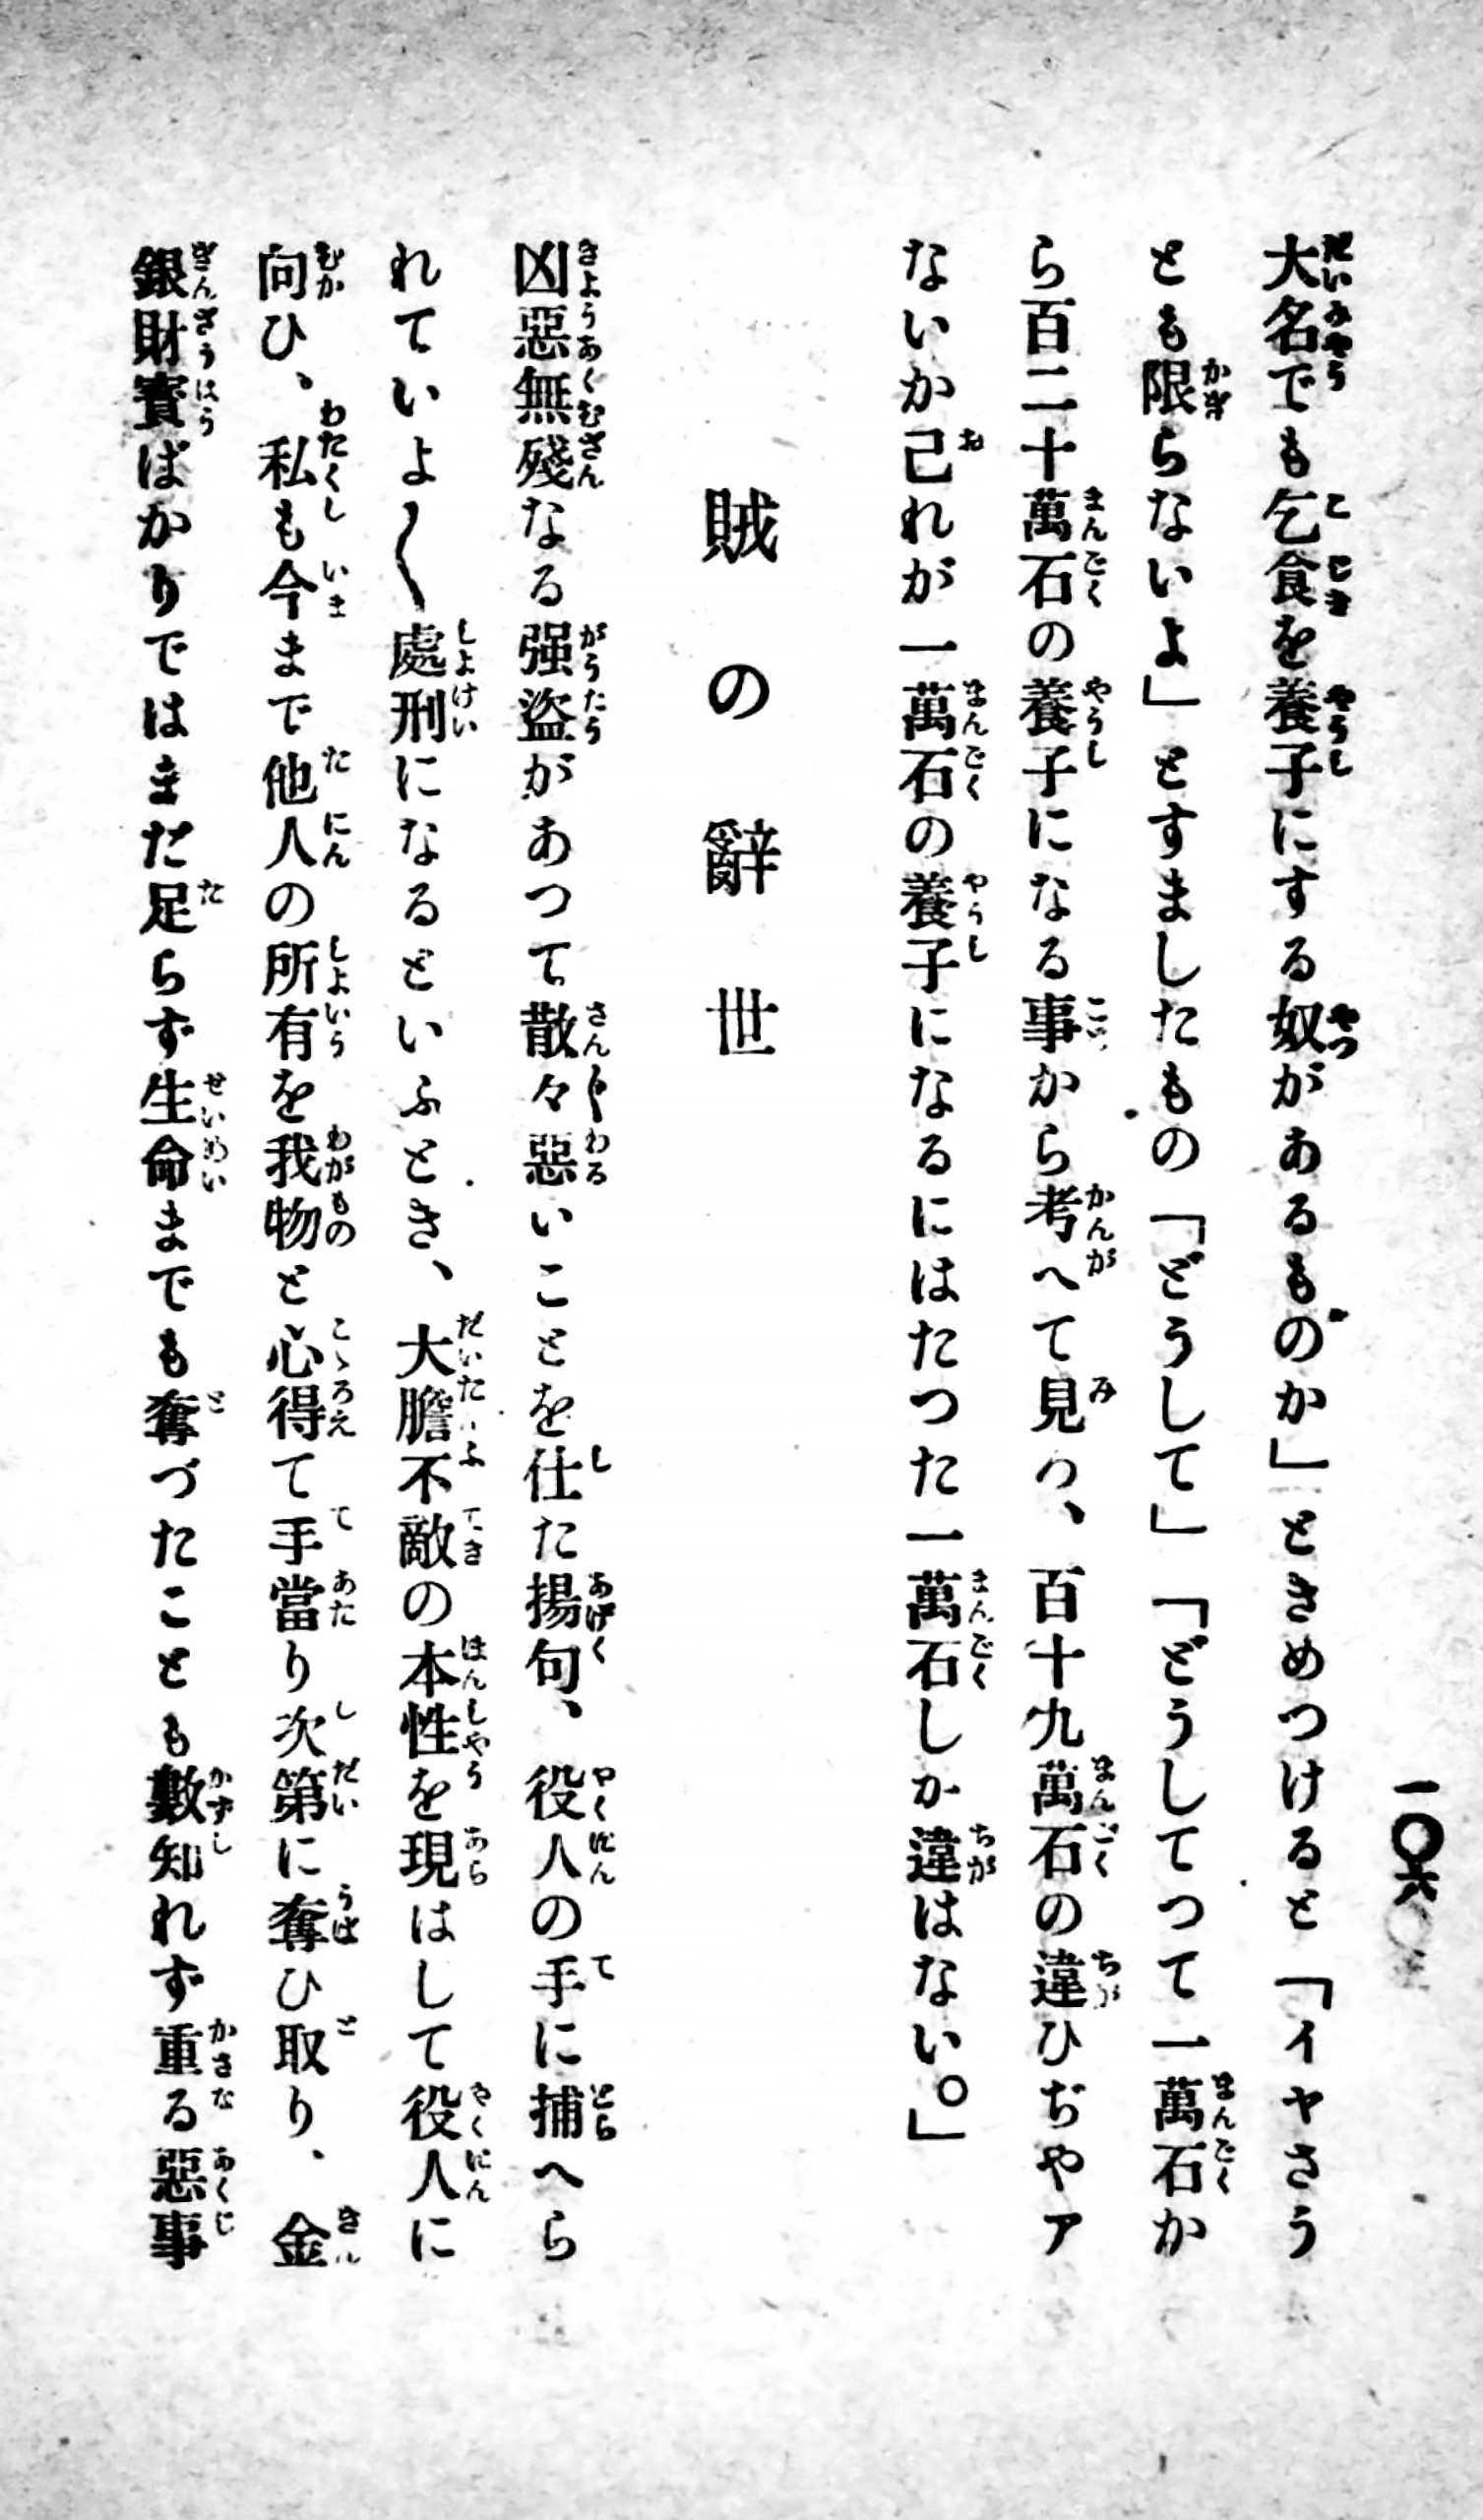 一〇六
大名でも乞食を養子にする奴があるものか」ときめつけると「イヤさう
とも限らないよ」とすましたもの「どうして」「どうしてつて一萬石か
ら百二十萬石の養子になる事から考へて見ろ、百十九萬石の違ひぢやア
ないか己れが一萬石の養子になるにはたつた一萬石しか違はない。」
賊の辭世
凶惡無殘なる强盜があつて散々惡いことを仕た揚句、役人の手に捕へら
れていよ〳〵處刑になるといふとき、大膽不敵の本性を現はして役人に
向ひ、私も今まで他人の所有を我物と心得て手當り次第に奪ひ取り、金
銀財寳ばかりではまだ足らず生命までも奪つたことも數知れず重る惡事